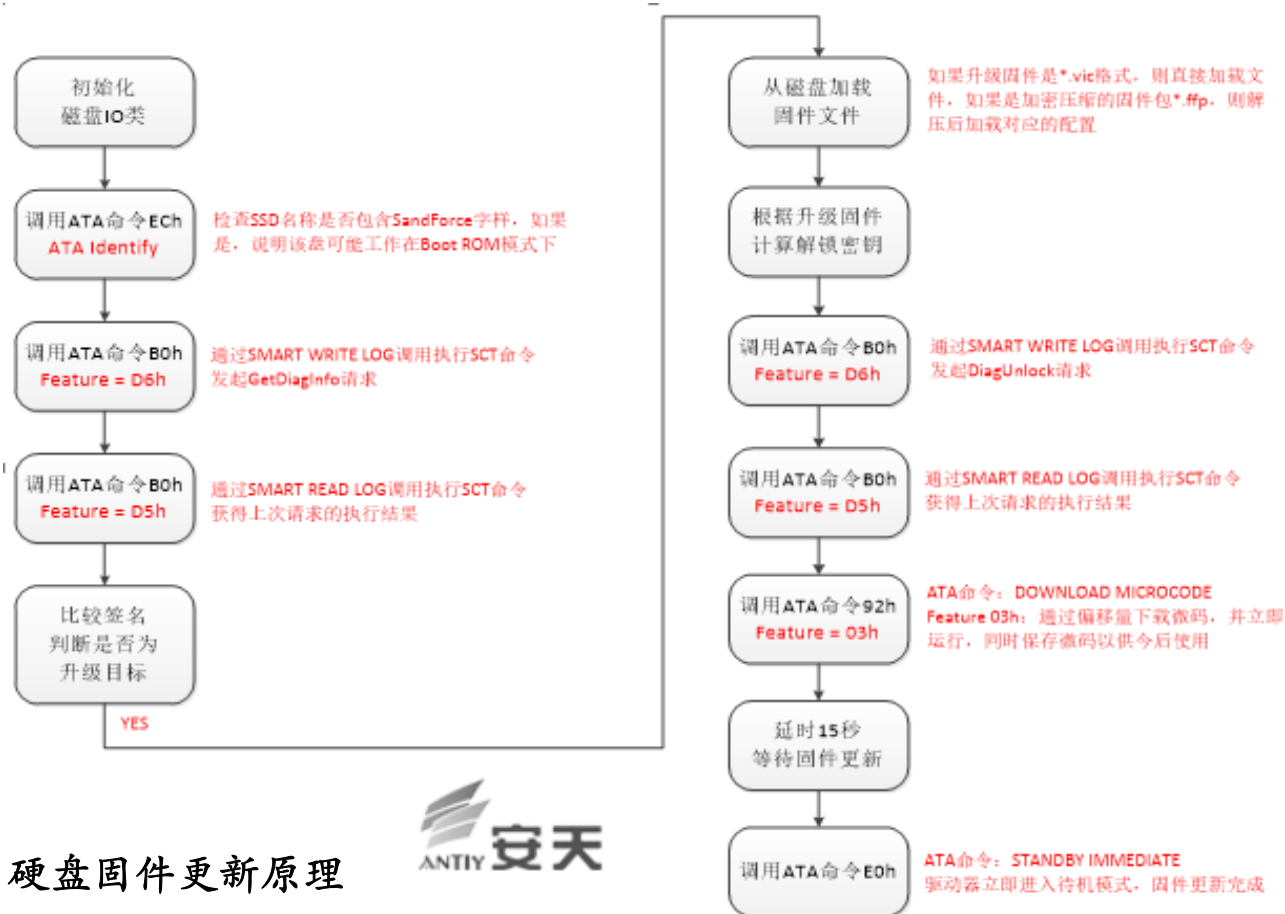 初始化
磁盘IO类
调用ATA命令ECh
ATA Identify
检查SSD名称是否包含SandForce字样，如果
是，说明该盘可能工作在Boot ROM模式下
调用ATA命令B0h
Feature = D6h
通过SMART WRITE LOG调用执行SCT命令
发起GetDiagInfo请求
调用ATA命令B0h
Feature = D5h
通过SMART READ LOG调用执行SCT命令
获得上次请求的执行结果
比较签名
判断是否为
升级目标
YES
从磁盘加载
固件文件
如果升级固件是*.vic格式，则直接加载文
件，如果是加密压缩的固件包*.ffp，则解
压后加载对应的配置
根据升级固件
计算解锁密钥
调用ATA命令B0h
Feature = D6h
通过SMART WRITE LOG调用执行SCT命令
发起DiagUnlock请求
调用ATA命令B0h
Feature = D5h
通过SMART READ LOG调用执行SCT命令
获得上次请求的执行结果
调用ATA命令92h
Feature = 03h
ATA命令：DOWNLOAD MICROCODE
Feature 03h：通过偏移量下载微码，并立即
运行，同时保存微码以供今后使用
延时15秒
等待固件更新
调用ATA命令E0h
ATA命令：STANDBY IMMEDIATE
驱动器立即进入待机模式，固件更新完成
ANTIY 安天
硬盘固件更新原理